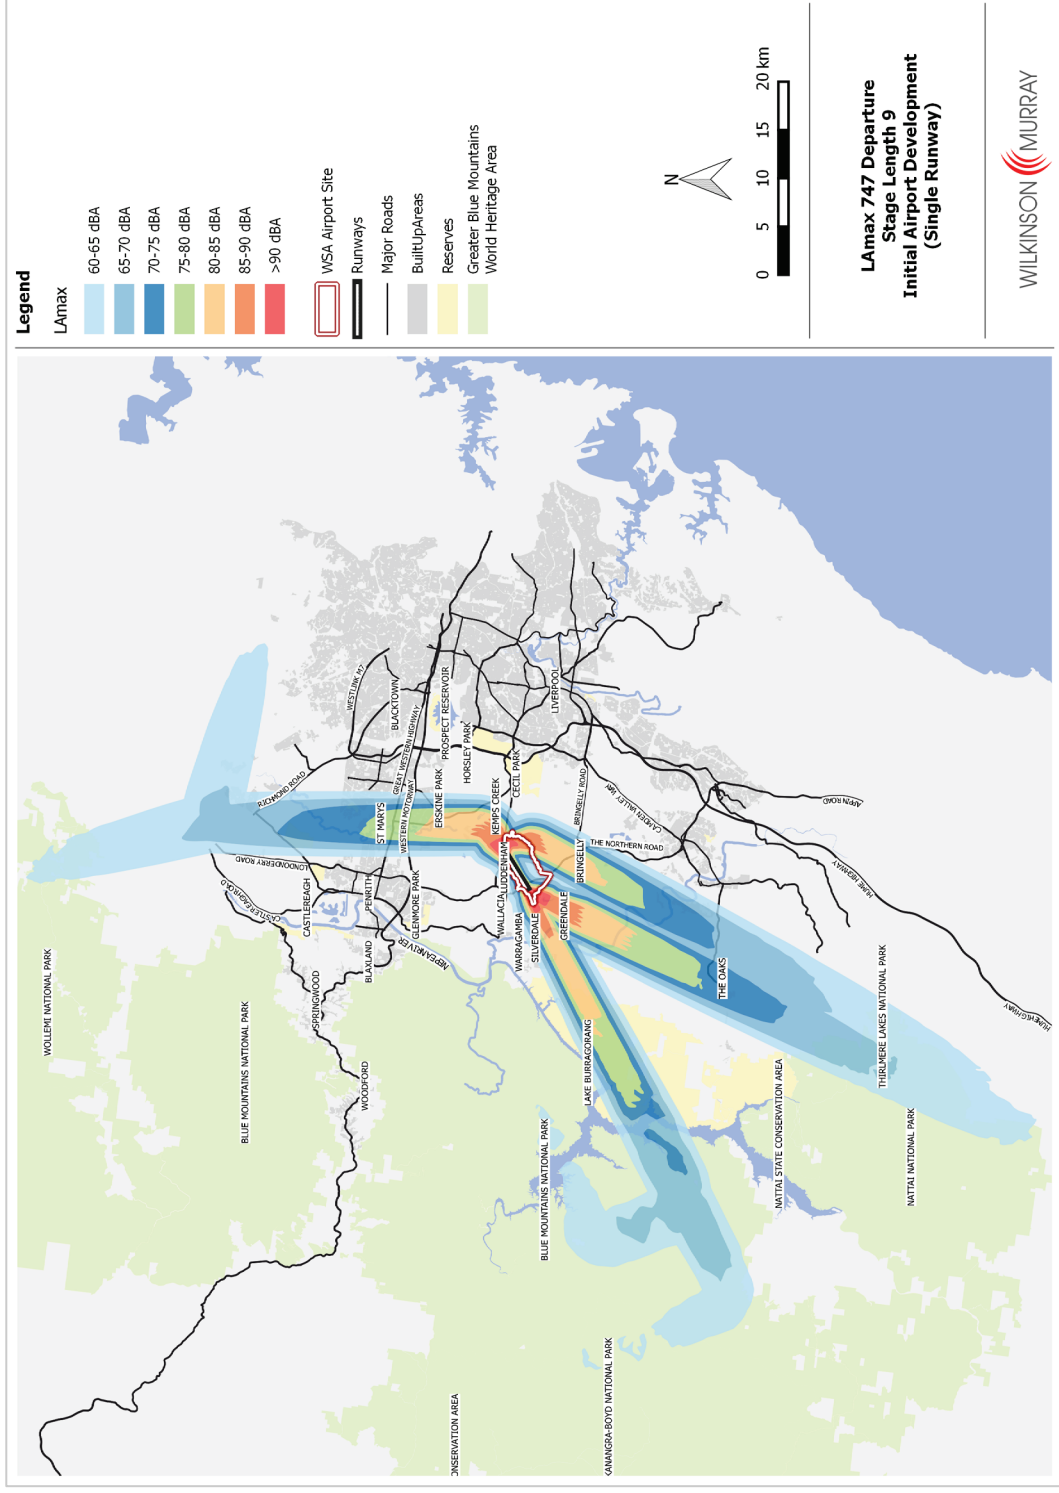 Legend
LAmax
60-65 dBA
65-70 dBA
70-75 dBA
75-80 dBA
80-85 dBA
85-90 dBA
>90 dBA
WSA Airport Site
Runways
Major Roads
BuiltUpAreas
Reserves
Greater Blue Mountains
World Heritage Area
N
0 5 10 15 20 km
LAmax 747 Departure
Stage Length 9
Initial Airport Development
(Single Runway)
WILKINSON MURRAY
WOLLEMI NATIONAL PARK
BLUE MOUNTAINS NATIONAL PARK
SPRINGWOOD
WOODFORD
BLAXLAND
CASTLEREAGH
CASTLEREAGH ROAD
LONDONDERRY ROAD
RICHMOND ROAD
PENRITH
GLENMORE PARK
NEPEAN RIVER
ST MARYS
WESTERN MOTORWAY
GREAT WESTERN HIGHWAY
WESTLINK M7
BLACKTOWN
ERSKINE PARK
PROSPECT RESERVOIR
HORSLEY PARK
KEMPS CREEK
CECIL PARK
LIVERPOOL
WALLACIA
LUDDENHAM
WARRAGAMBA
SILVERDALE
GREENDALE
BRINGELLY
BRINGELLY ROAD
THE NORTHERN ROAD
CAMDEN VALLEY WAY
APPIN ROAD
HUME HIGHWAY
HUME HIGHWAY
THE OAKS
LAKE BURRAGORANG
BLUE MOUNTAINS NATIONAL PARK
NATTAI STATE CONSERVATION AREA
THIRLMERE LAKES NATIONAL PARK
NATTAI NATIONAL PARK
KANANGRA-BOYD NATIONAL PARK
ONSERVATION AREA